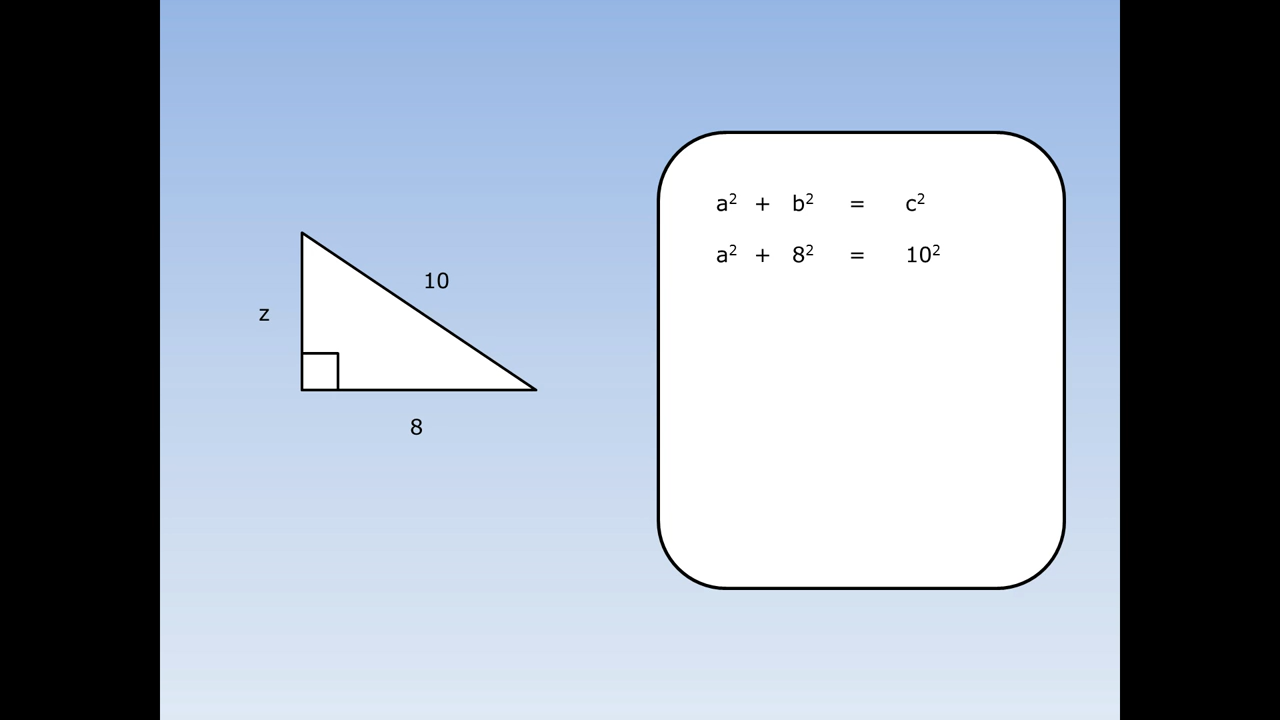 a² + b² = c²
a² + 8² = 10²
10
z
8